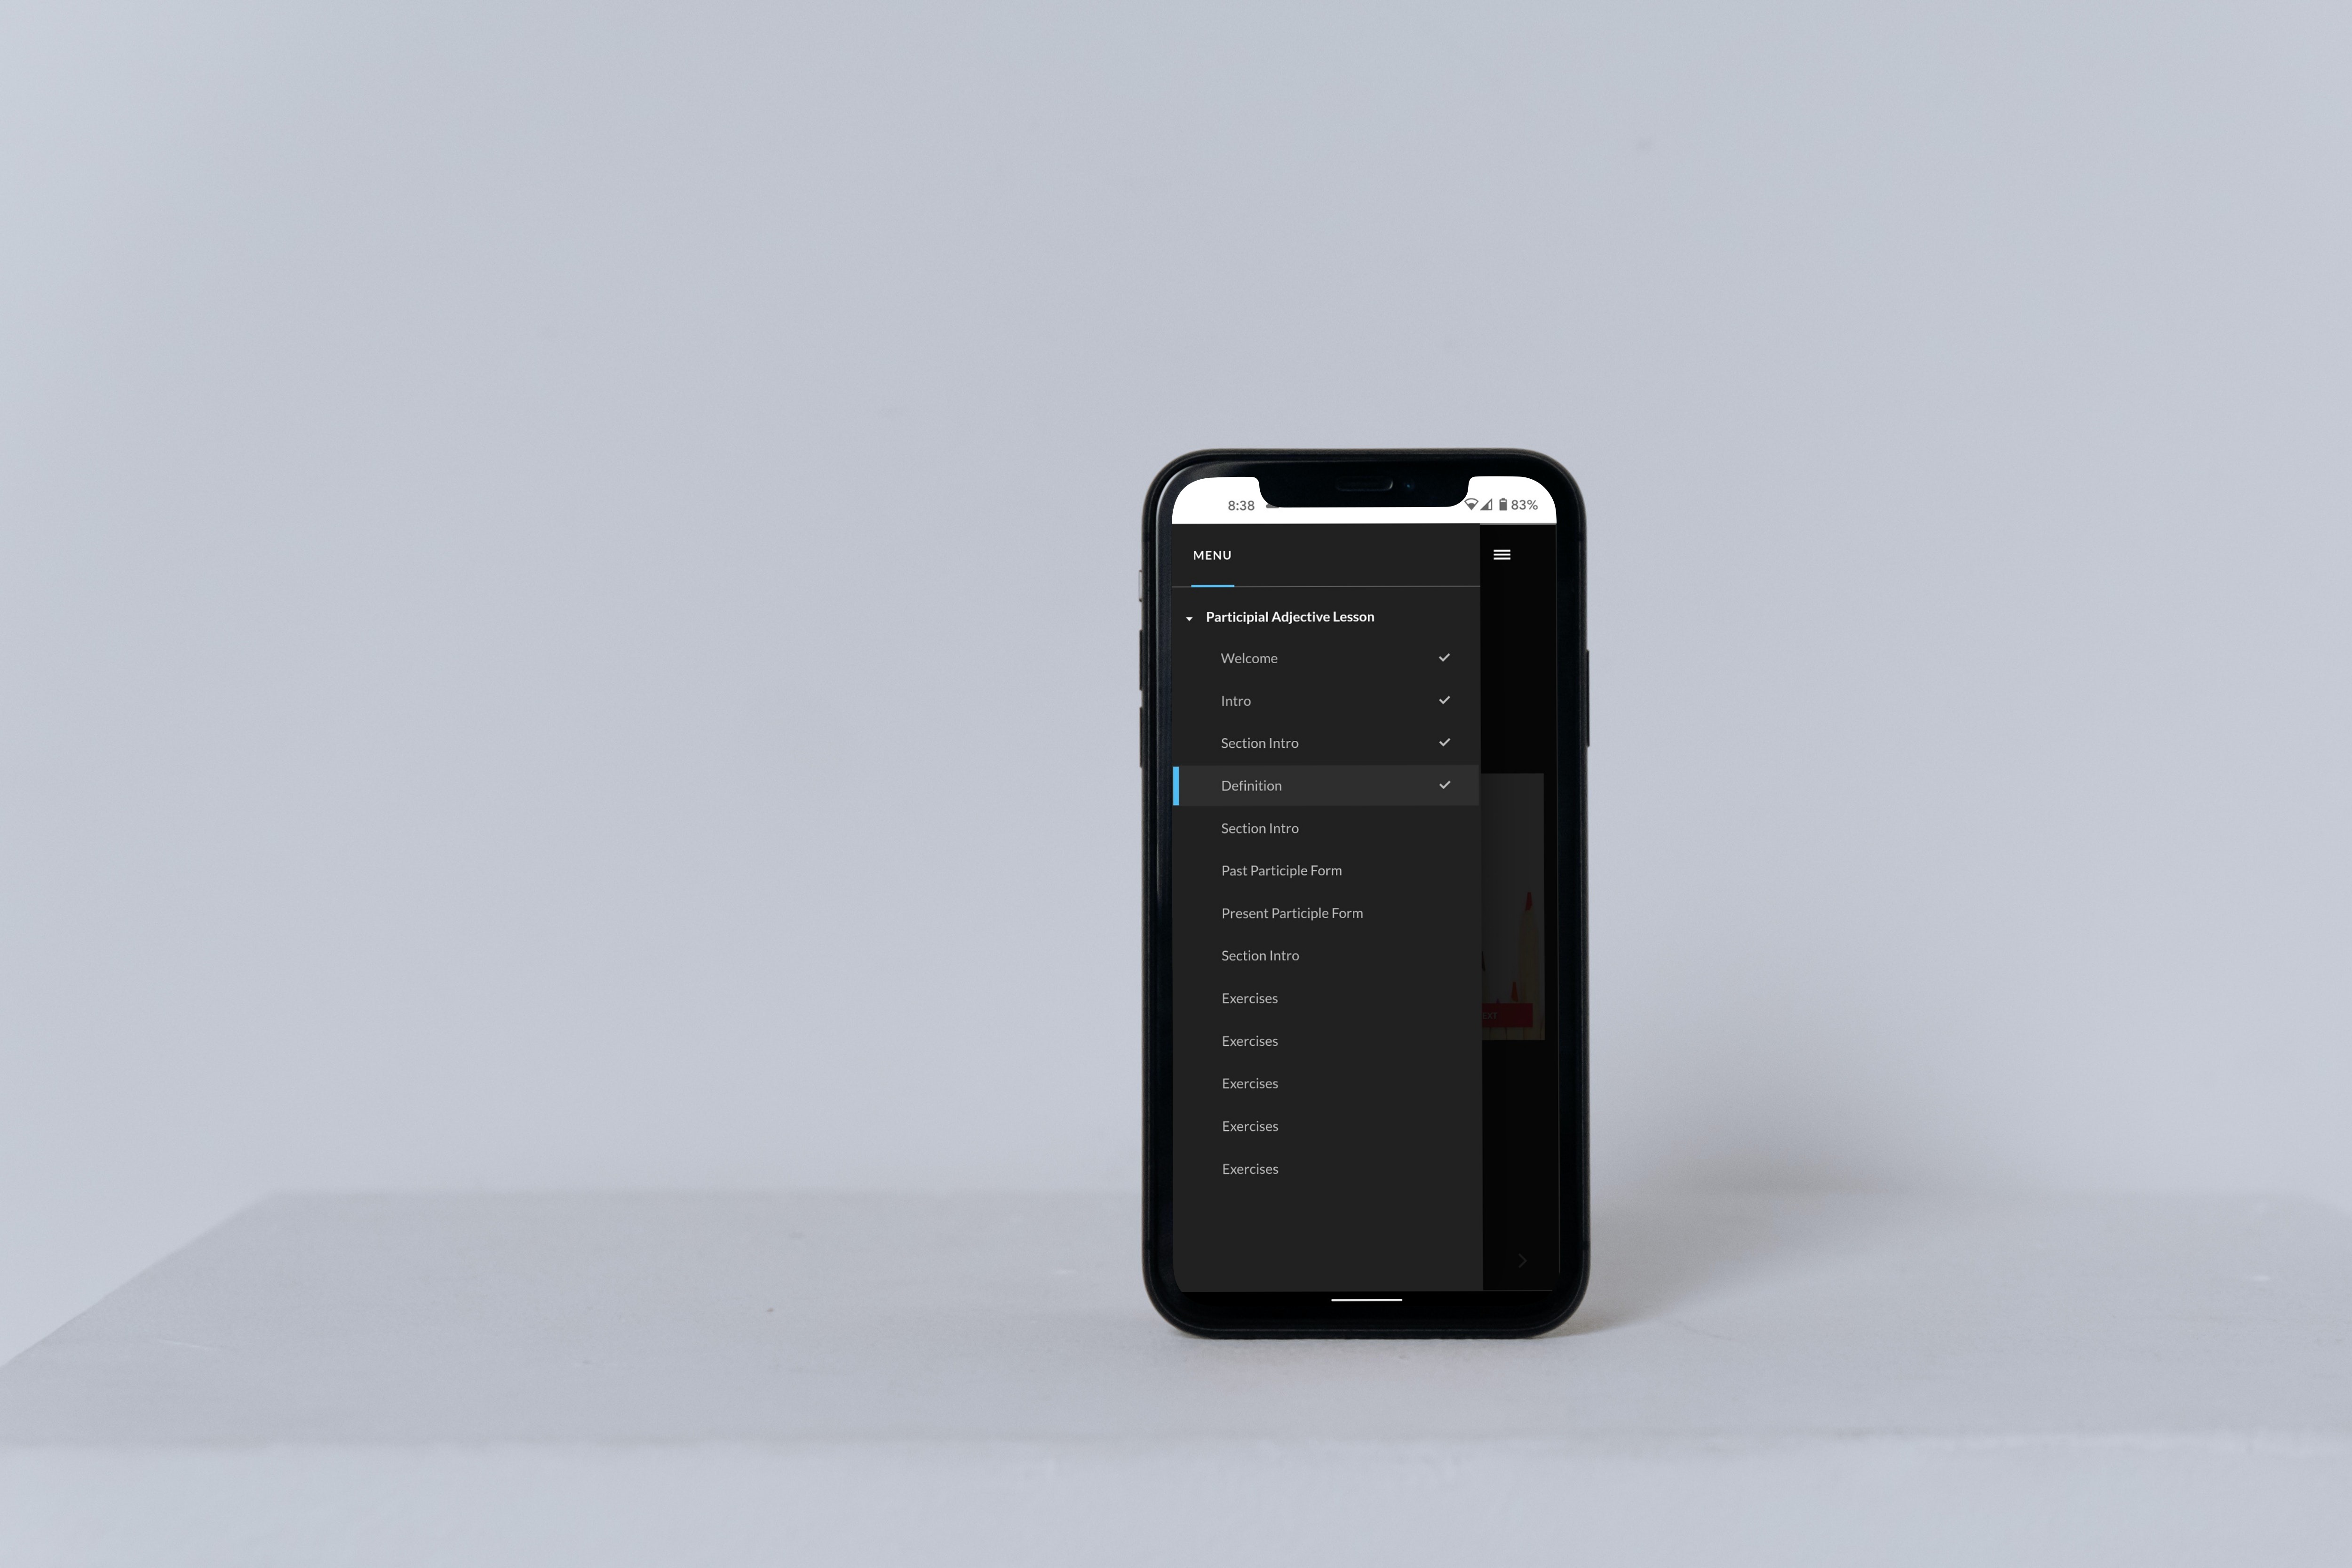 8:38
83%
MENU
Participial Adjective Lesson
Welcome
Intro
Section Intro
Definition
Section Intro
Past Participle Form
Present Participle Form
Section Intro
Exercises
Exercises
Exercises
Exercises
Exercises